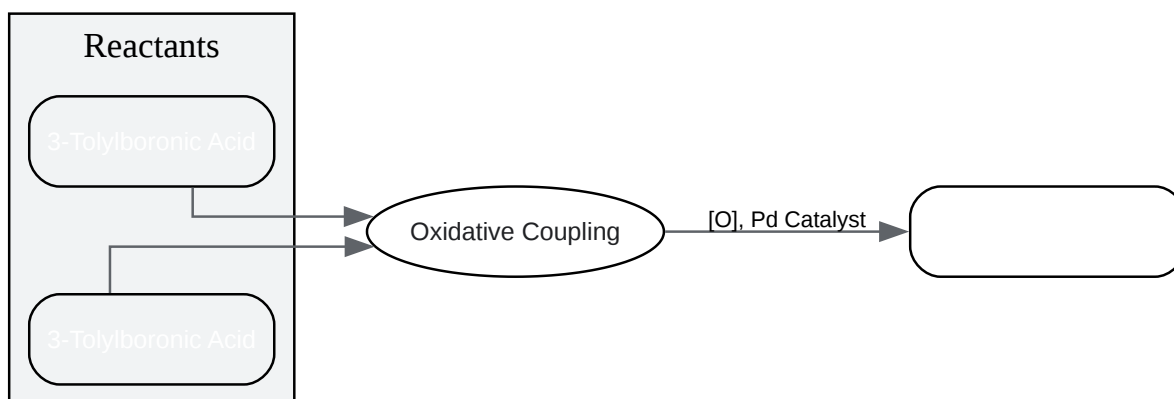 Reactants
3-Tolylboronic Acid
Oxidative Coupling
[O], Pd Catalyst
3-Tolylboronic Acid